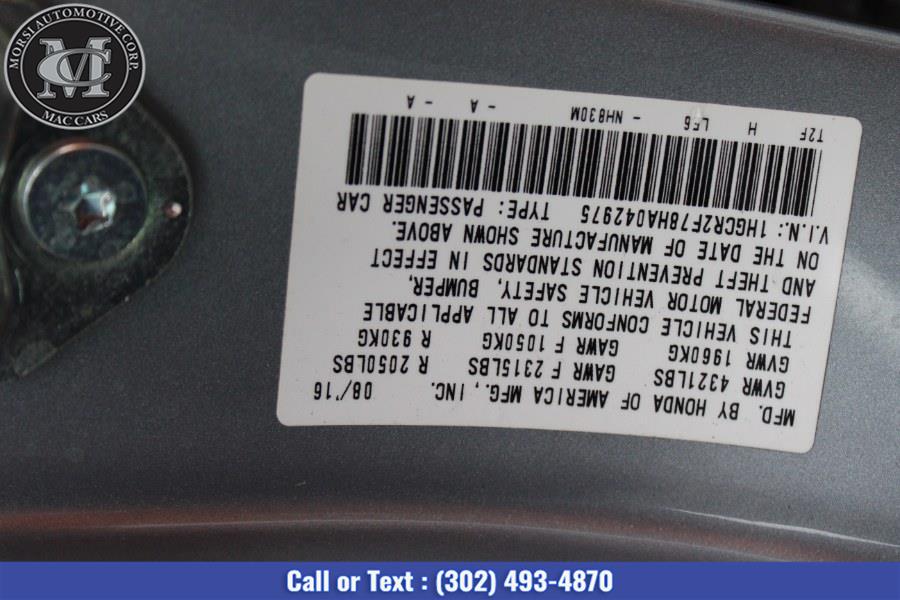 MORSI AUTOMOTIVE CORP.
MC
MAC CARS
MFD. BY HONDA OF AMERICA MFG., INC. 08/'16
GVWR 4321LBS GAWR F 2315LBS R 2050LBS
GVWR 1960KG GAWR F 1050KG R 930KG
THIS VEHICLE CONFORMS TO ALL APPLICABLE
FEDERAL MOTOR VEHICLE SAFETY, BUMPER,
AND THEFT PREVENTION STANDARDS IN EFFECT
ON THE DATE OF MANUFACTURE SHOWN ABOVE.
V.I.N.: 1HGCR2F78HA042975 TYPE: PASSENGER CAR
T2F H LF6 - NH830M - A - A
Call or Text : (302) 493-4870